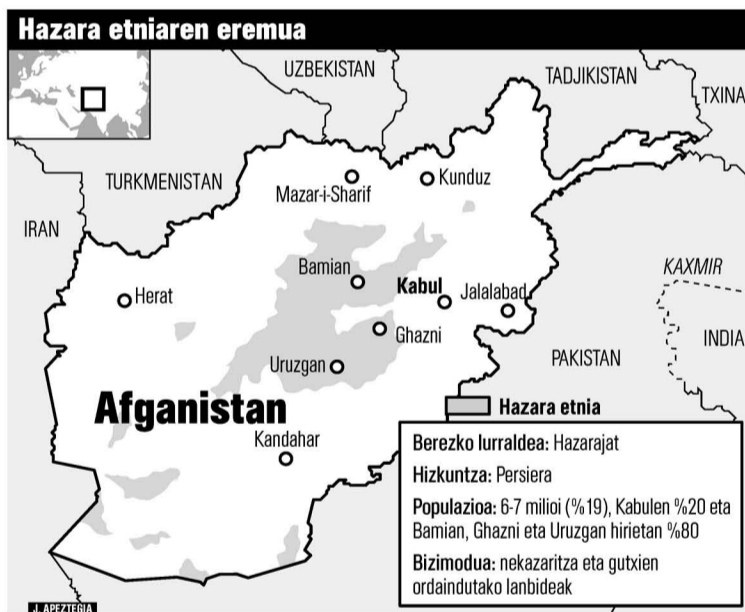 Hazara etniaren eremua
UZBEKISTAN
TADJIKISTAN
TXINA
TURKMENISTAN
Mazar-i-Sharif
Kunduz
IRAN
Bamian
Kabul
Jalalabad
KAXMIR
Herat
Ghazni
INDIA
Uruzgan
PAKISTAN
Afganistan
Hazara etnia
Kandahar
Berezko lurraldea: Hazarajat
Hizkuntza: Persiera
Populazioa: 6-7 milioi (%19), Kabulen %20 eta
Bamian, Ghazni eta Uruzgan hirietan %80
Bizimodua: nekazaritza eta gutxien
ordaindutako lanbideak
J. APEZTEGIA